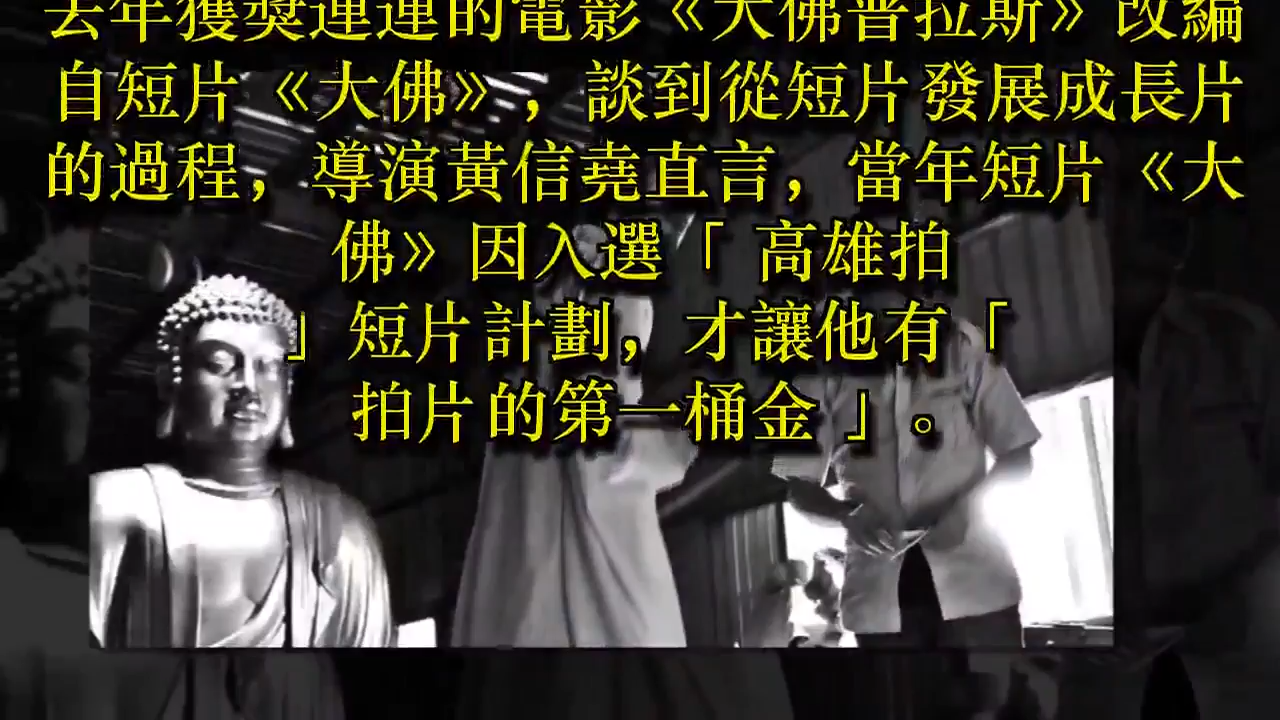 去年獲獎連連的電影《大佛普拉斯》改編
自短片《大佛》，談到從短片發展成長片
的過程，導演黃信堯直言，當年短片《大
佛》因入選「 高雄拍
」短片計劃，才讓他有「
拍片的第一桶金 」。